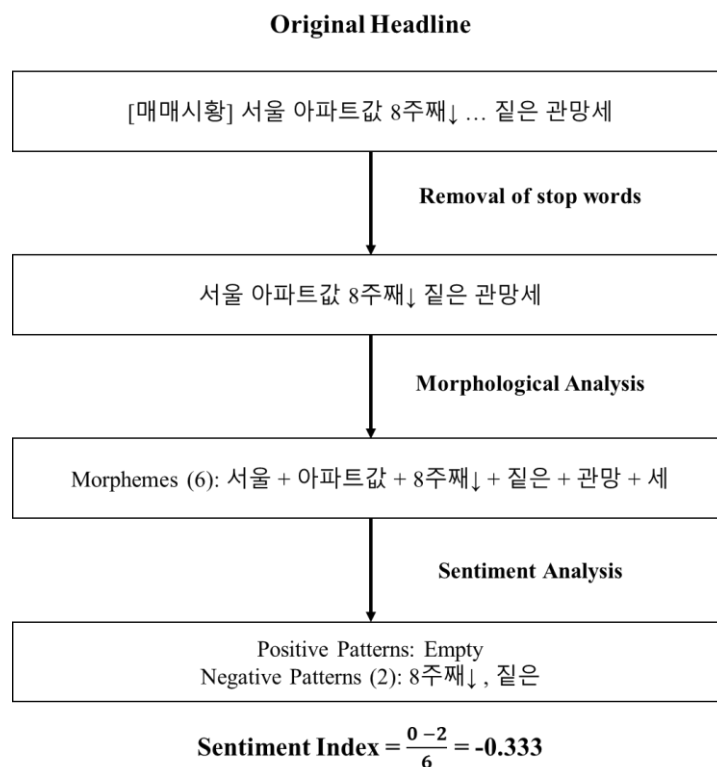 Original Headline
[매매시황] 서울 아파트값 8주째↓ … 짙은 관망세
Removal of stop words
서울 아파트값 8주째↓ 짙은 관망세
Morphological Analysis
Morphemes (6): 서울 + 아파트값 + 8주째↓ + 짙은 + 관망 + 세
Sentiment Analysis
Positive Patterns: Empty
Negative Patterns (2): 8주째↓ , 짙은
Sentiment Index = \frac{0 − 2}{6} = -0.333